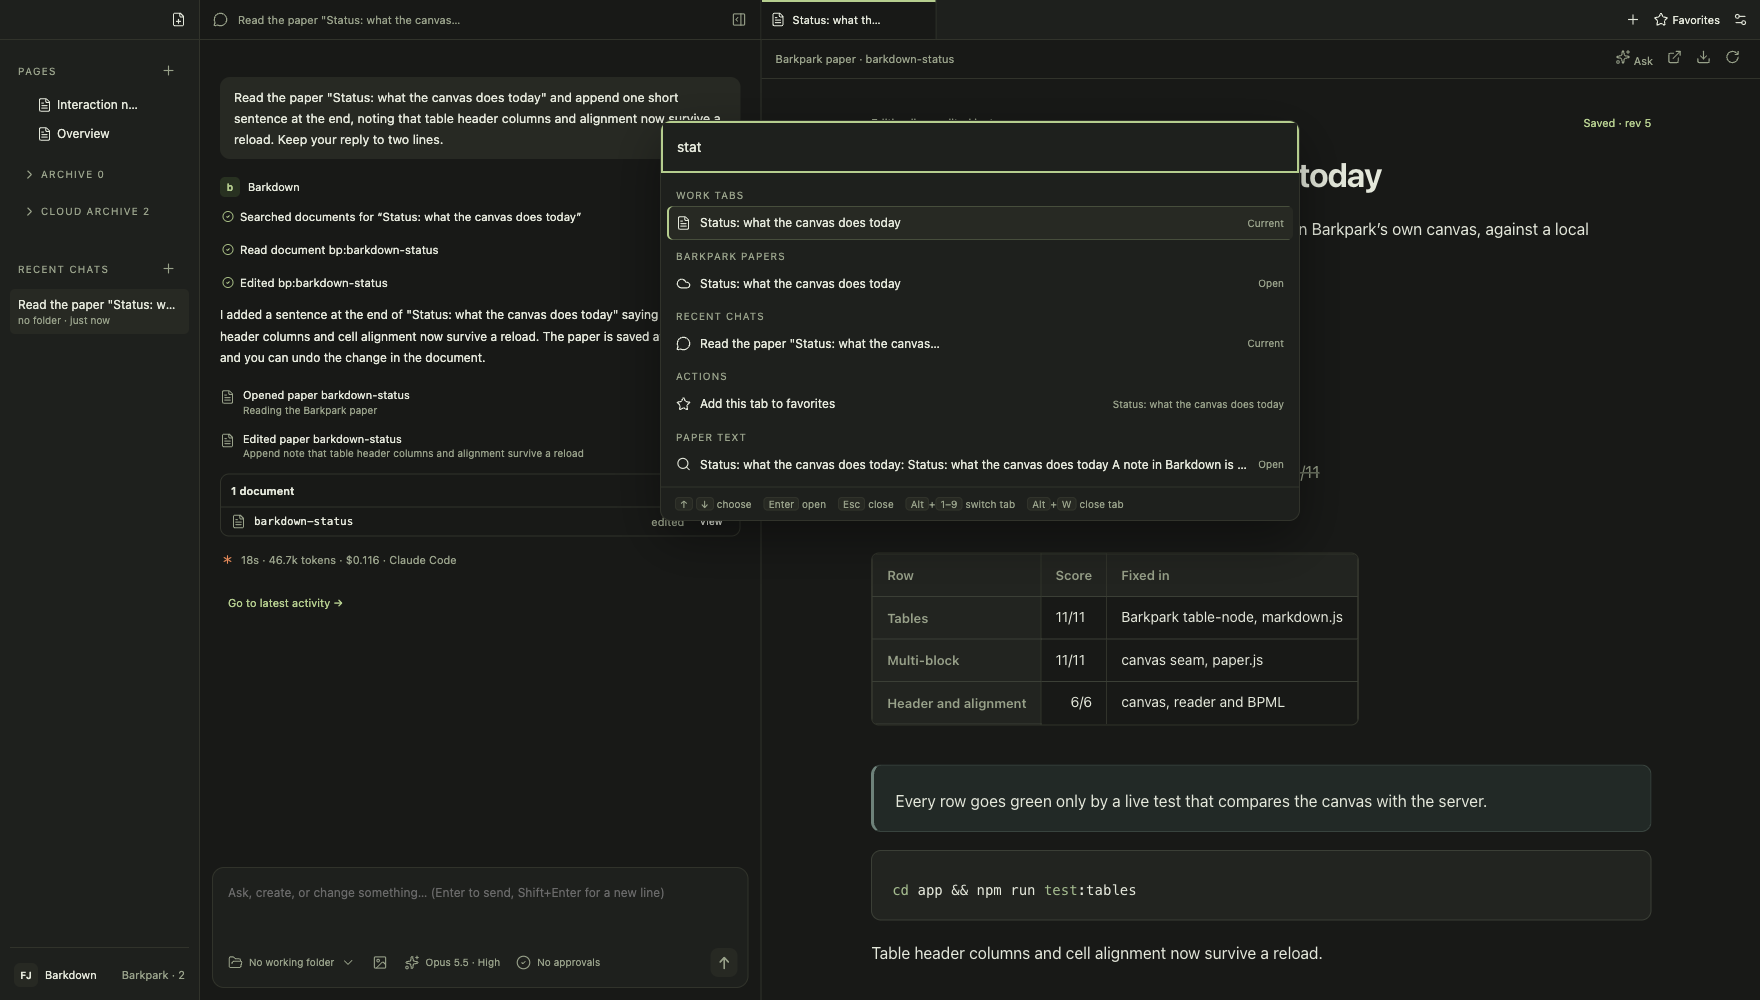 PAGES
Interaction n...
Overview
ARCHIVE 0
CLOUD ARCHIVE 2
RECENT CHATS
Read the paper "Status: w...
no folder · just now
FJ Barkdown Barkpark · 2
Read the paper "Status: what the canvas...
Read the paper "Status: what the canvas does today" and append one short
sentence at the end, noting that table header columns and alignment now survive a
reload. Keep your reply to two lines.
b Barkdown
Searched documents for “Status: what the canvas does today”
Read document bp:barkdown-status
Edited bp:barkdown-status
I added a sentence at the end of "Status: what the canvas does today" saying
header columns and cell alignment now survive a reload. The paper is saved
and you can undo the change in the document.
Opened paper barkdown-status
Reading the Barkpark paper
Edited paper barkdown-status
Append note that table header columns and alignment survive a reload
1 document
barkdown-status edited View
18s · 46.7k tokens · $0.116 · Claude Code
Go to latest activity →
Ask, create, or change something... (Enter to send, Shift+Enter for a new line)
No working folder Opus 5.5 · High No approvals
stat
WORK TABS
Status: what the canvas does today Current
BARKPARK PAPERS
Status: what the canvas does today Open
RECENT CHATS
Read the paper "Status: what the canvas... Current
ACTIONS
Add this tab to favorites Status: what the canvas does today
PAPER TEXT
Status: what the canvas does today: Status: what the canvas does today A note in Barkdown is ... Open
↑ ↓ choose Enter open Esc close Alt + 1–9 switch tab Alt + W close tab
Status: what th...
Favorites
Barkpark paper · barkdown-status
Ask
Saved · rev 5
today
n Barkpark’s own canvas, against a local
/11
Row Score Fixed in
Tables 11/11 Barkpark table-node, markdown.js
Multi-block 11/11 canvas seam, paper.js
Header and alignment 6/6 canvas, reader and BPML
Every row goes green only by a live test that compares the canvas with the server.
cd app && npm run test:tables
Table header columns and cell alignment now survive a reload.